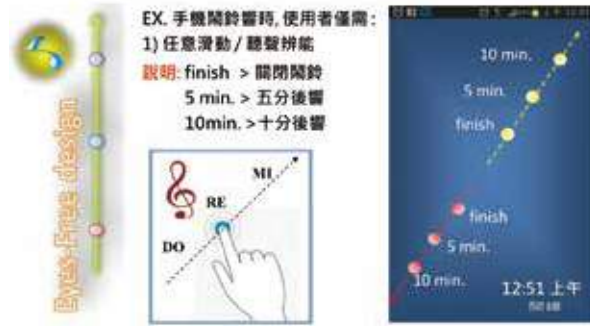 Eyes-Free design
EX. 手機鬧鈴響時, 使用者僅需:
1) 任意滑動 / 聽聲辨能
說明: finish > 關閉鬧鈴
5 min. > 五分後響
10min. >十分後響
MI
RE
DO
10 min.
5 min.
finish
finish
5 min.
10 min.
12:51 上午